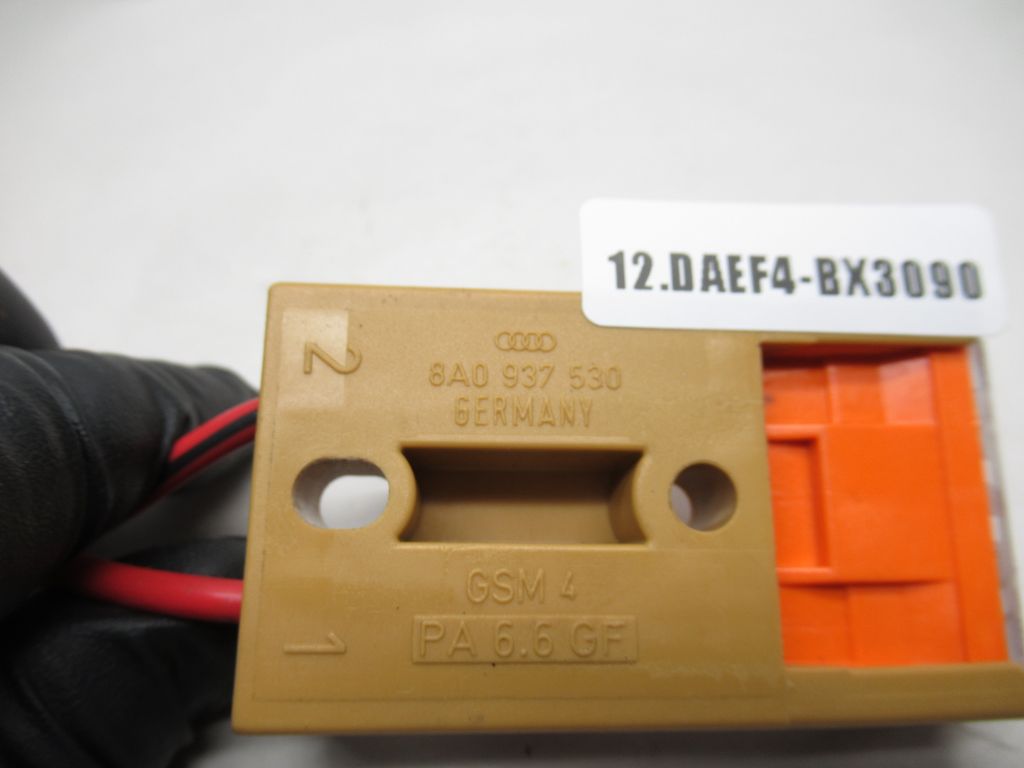 12.DAEF4-BX3090
2
8A0 937 530
GERMANY
GSM 4
PA 6.6 GF
1